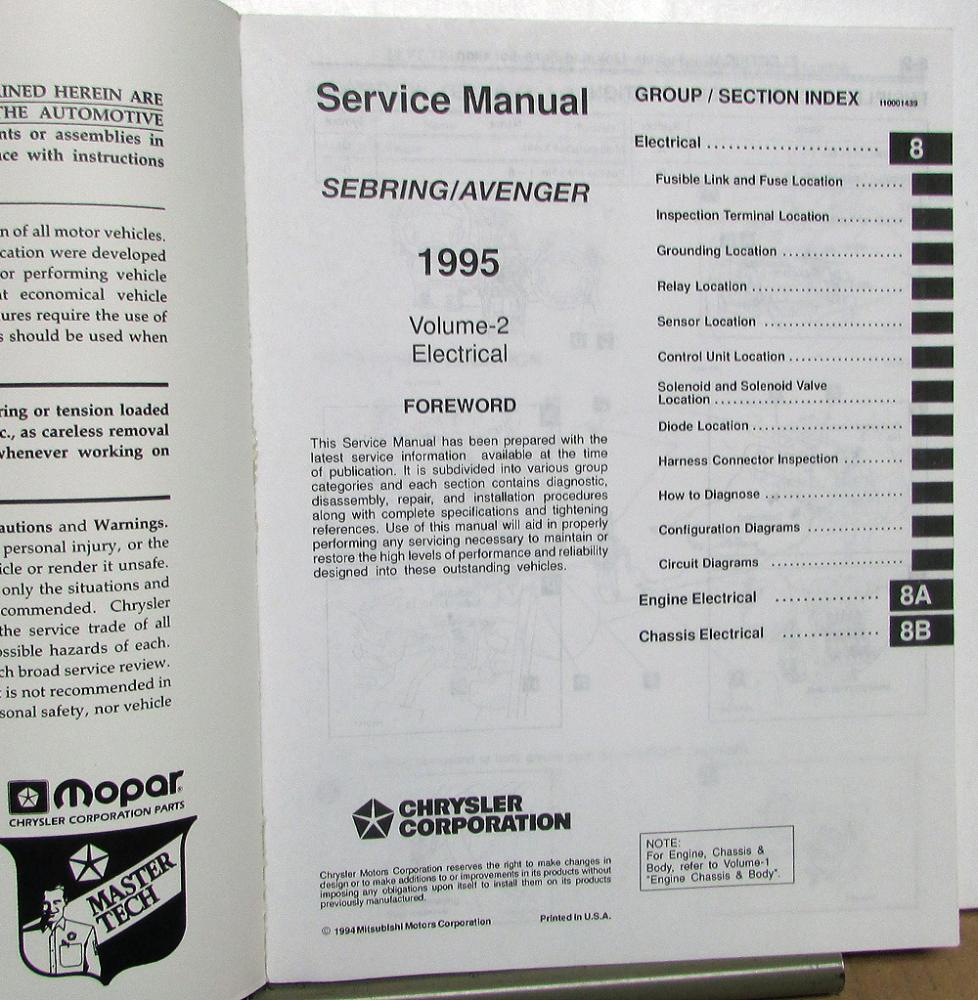 INED HEREIN ARE
THE AUTOMOTIVE
nts or assemblies in
ce with instructions
n of all motor vehicles.
cation were developed
or performing vehicle
at economical vehicle
ures require the use of
s should be used when
ring or tension loaded
c., as careless removal
whenever working on
autions and Warnings.
personal injury, or the
icle or render it unsafe.
only the situations and
commended. Chrysler
the service trade of all
ossible hazards of each.
ch broad service review.
t is not recommended in
sonal safety, nor vehicle
Mopar
CHRYSLER CORPORATION PARTS
MASTER
TECH
Service Manual
SEBRING/AVENGER
1995
Volume-2
Electrical
FOREWORD
This Service Manual has been prepared with the
latest service information available at the time
of publication. It is subdivided into various group
categories and each section contains diagnostic,
disassembly, repair, and installation procedures
along with complete specifications and tightening
references. Use of this manual will aid in properly
performing any servicing necessary to maintain or
restore the high levels of performance and reliability
designed into these outstanding vehicles.
CHRYSLER
CORPORATION
Chrysler Motors Corporation reserves the right to make changes in
design or to make additions to or improvements in its products without
imposing any obligations upon itself to install them on its products
previously manufactured.
© 1994 Mitsubishi Motors Corporation Printed in U.S.A.
GROUP / SECTION INDEX I10001439
Electrical .......................... 8
Fusible Link and Fuse Location ........
Inspection Terminal Location ..........
Grounding Location ..................
Relay Location .......................
Sensor Location .....................
Control Unit Location .................
Solenoid and Solenoid Valve
Location ............................
Diode Location .......................
Harness Connector Inspection .........
How to Diagnose .....................
Configuration Diagrams ..............
Circuit Diagrams ....................
Engine Electrical ................ 8A
Chassis Electrical ............... 8B
NOTE:
For Engine, Chassis &
Body, refer to Volume-1
"Engine Chassis & Body".